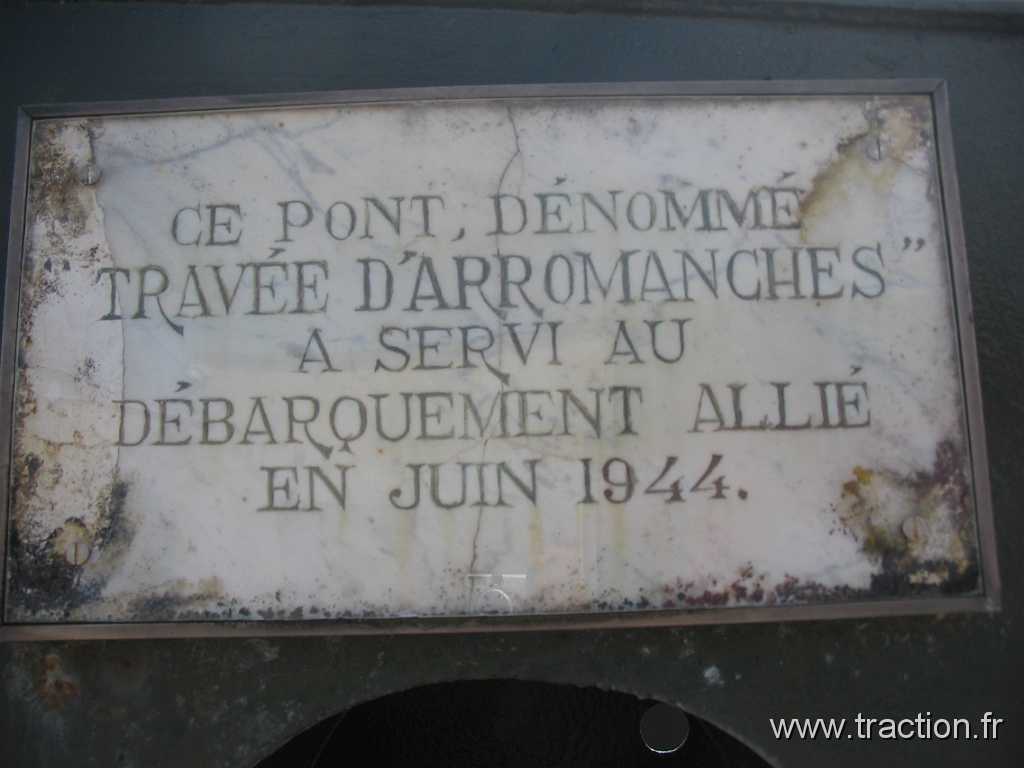 CE PONT, DÉNOMMÉ
"TRAVÉE D'ARROMANCHES"
A SERVI AU
DÉBARQUEMENT ALLIÉ
EN JUIN 1944.
www.traction.fr